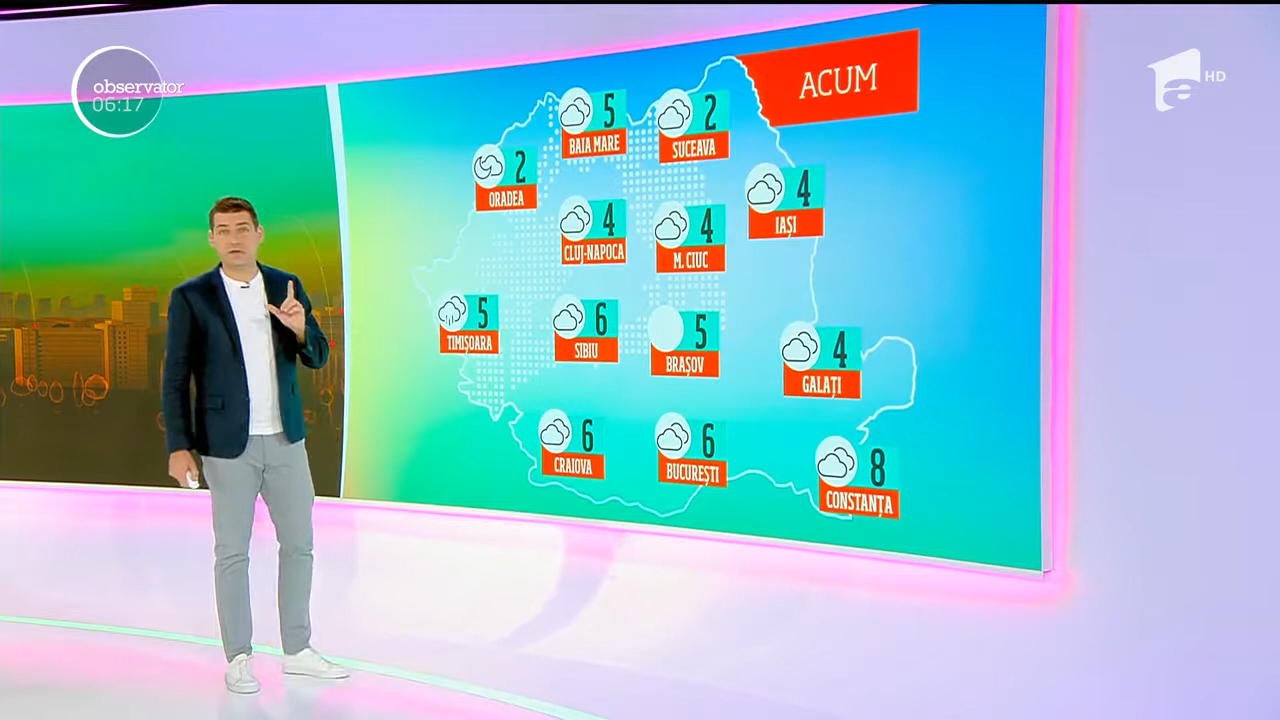 observator
06:17
HD
ACUM
5
BAIA MARE
2
SUCEAVA
2
ORADEA
4
IAȘI
4
CLUJ-NAPOCA
4
M. CIUC
5
TIMIȘOARA
6
SIBIU
5
BRAȘOV
4
GALAȚI
6
CRAIOVA
6
BUCUREȘTI
8
CONSTANȚA